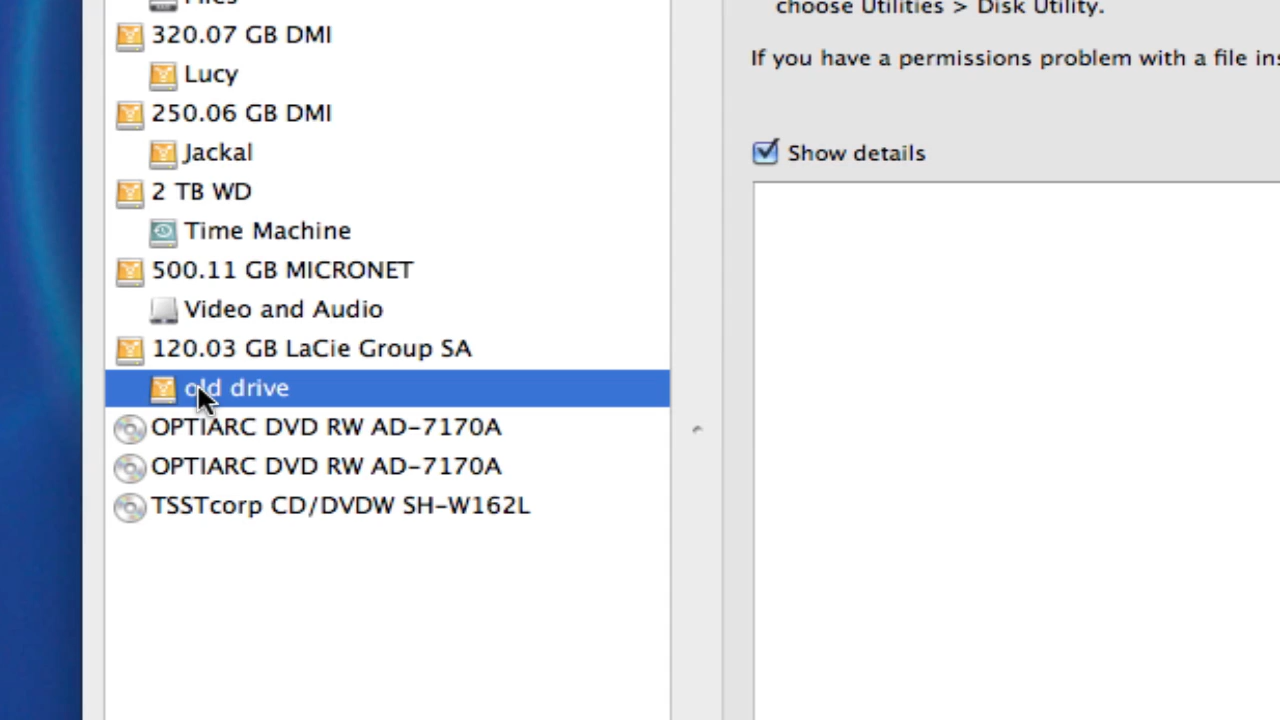 Files
320.07 GB DMI
Lucy
250.06 GB DMI
Jackal
2 TB WD
Time Machine
500.11 GB MICRONET
Video and Audio
120.03 GB LaCie Group SA
old drive
OPTIARC DVD RW AD-7170A
OPTIARC DVD RW AD-7170A
TSSTcorp CD/DVDW SH-W162L
choose Utilities > Disk Utility.
If you have a permissions problem with a file ins
Show details